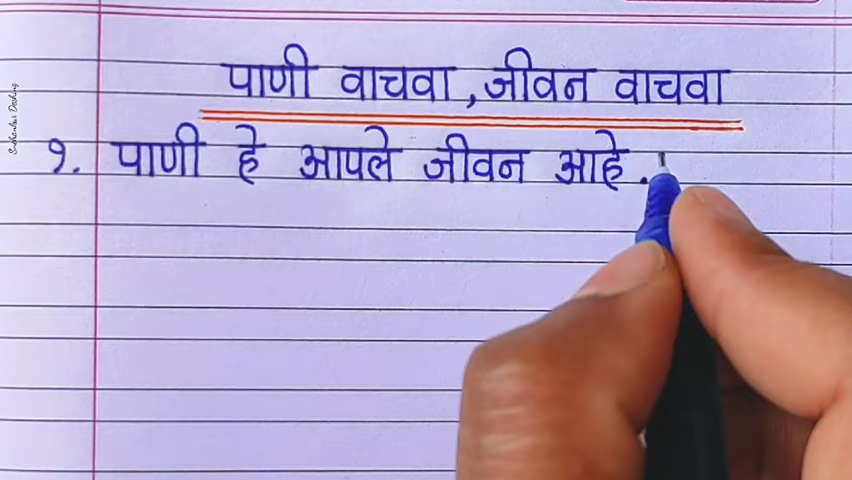 पाणी वाचवा, जीवन वाचवा
१. पाणी हे आपले जीवन आहे.